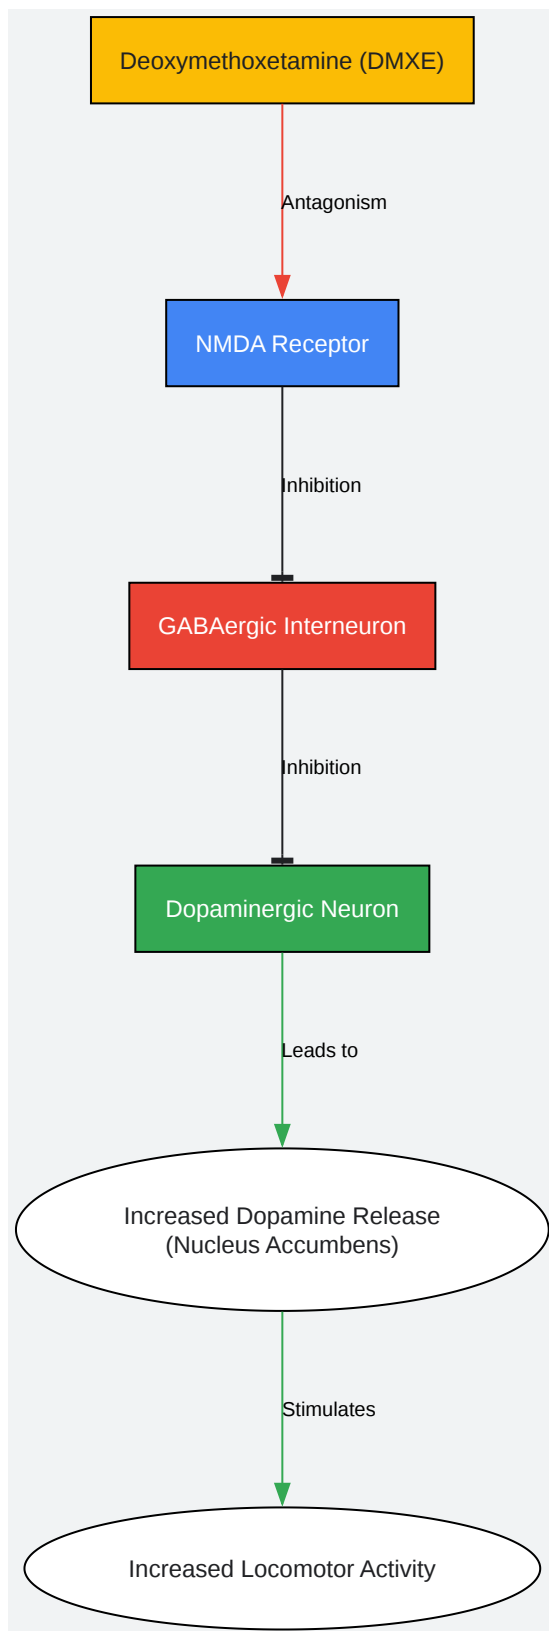 Deoxymethoxetamine (DMXE)
Antagonism
NMDA Receptor
Inhibition
GABAergic Interneuron
Inhibition
Dopaminergic Neuron
Leads to
Increased Dopamine Release
(Nucleus Accumbens)
Stimulates
Increased Locomotor Activity